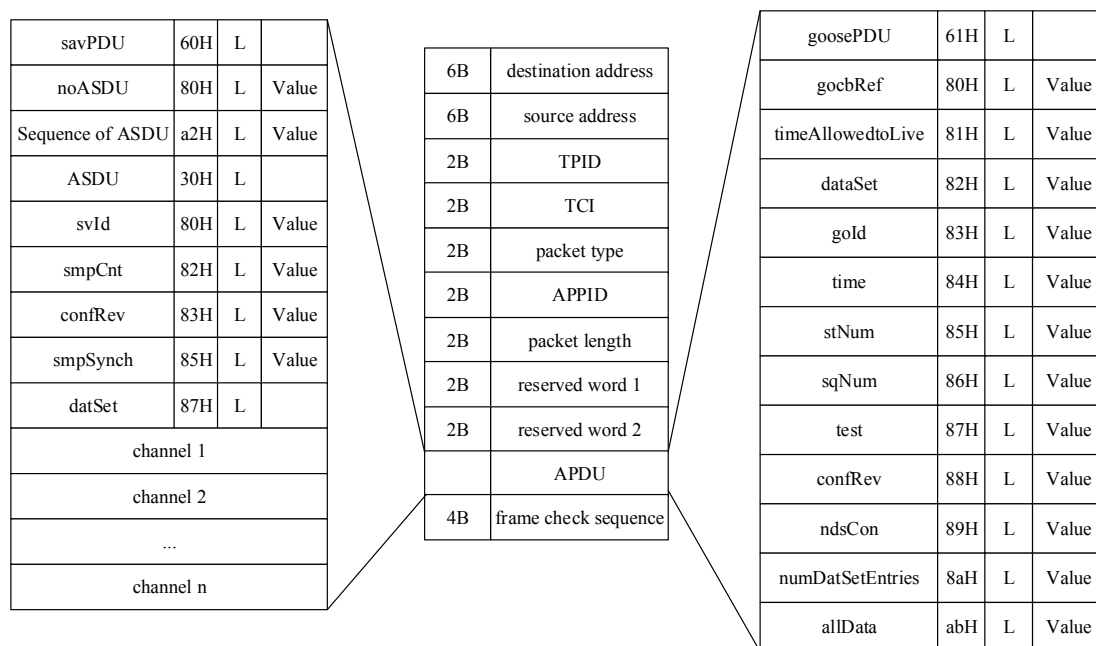 savPDU 60H L
noASDU 80H L Value
Sequence of ASDU a2H L Value
ASDU 30H L
svId 80H L Value
smpCnt 82H L Value
confRev 83H L Value
smpSynch 85H L Value
datSet 87H L
channel 1
channel 2
...
channel n
6B destination address
6B source address
2B TPID
2B TCI
2B packet type
2B APPID
2B packet length
2B reserved word 1
2B reserved word 2
APDU
4B frame check sequence
goosePDU 61H L
gocbRef 80H L Value
timeAllowedtoLive 81H L Value
dataSet 82H L Value
goId 83H L Value
time 84H L Value
stNum 85H L Value
sqNum 86H L Value
test 87H L Value
confRev 88H L Value
ndsCon 89H L Value
numDatSetEntries 8aH L Value
allData abH L Value